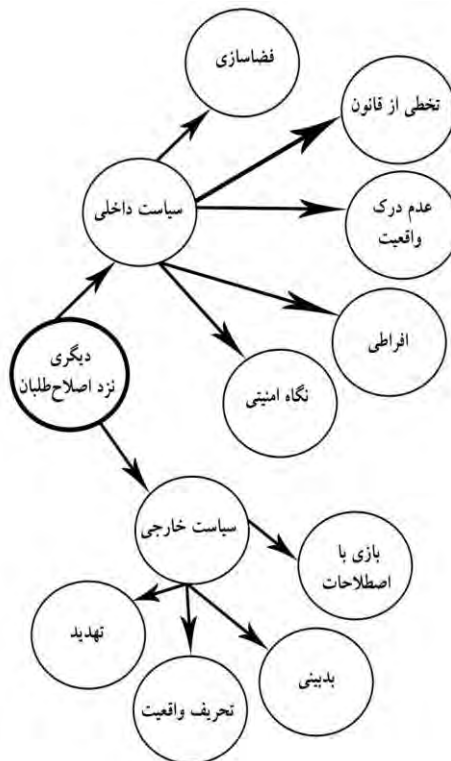 فضاسازی
تخطی از قانون
سیاست داخلی
عدم درک
واقعیت
افراطی
نگاه امنیتی
دیگری
نزد اصلاح‌طلبان
سیاست خارجی
بازی با
اصطلاحات
تهدید
بدبینی
تحریف واقعیت